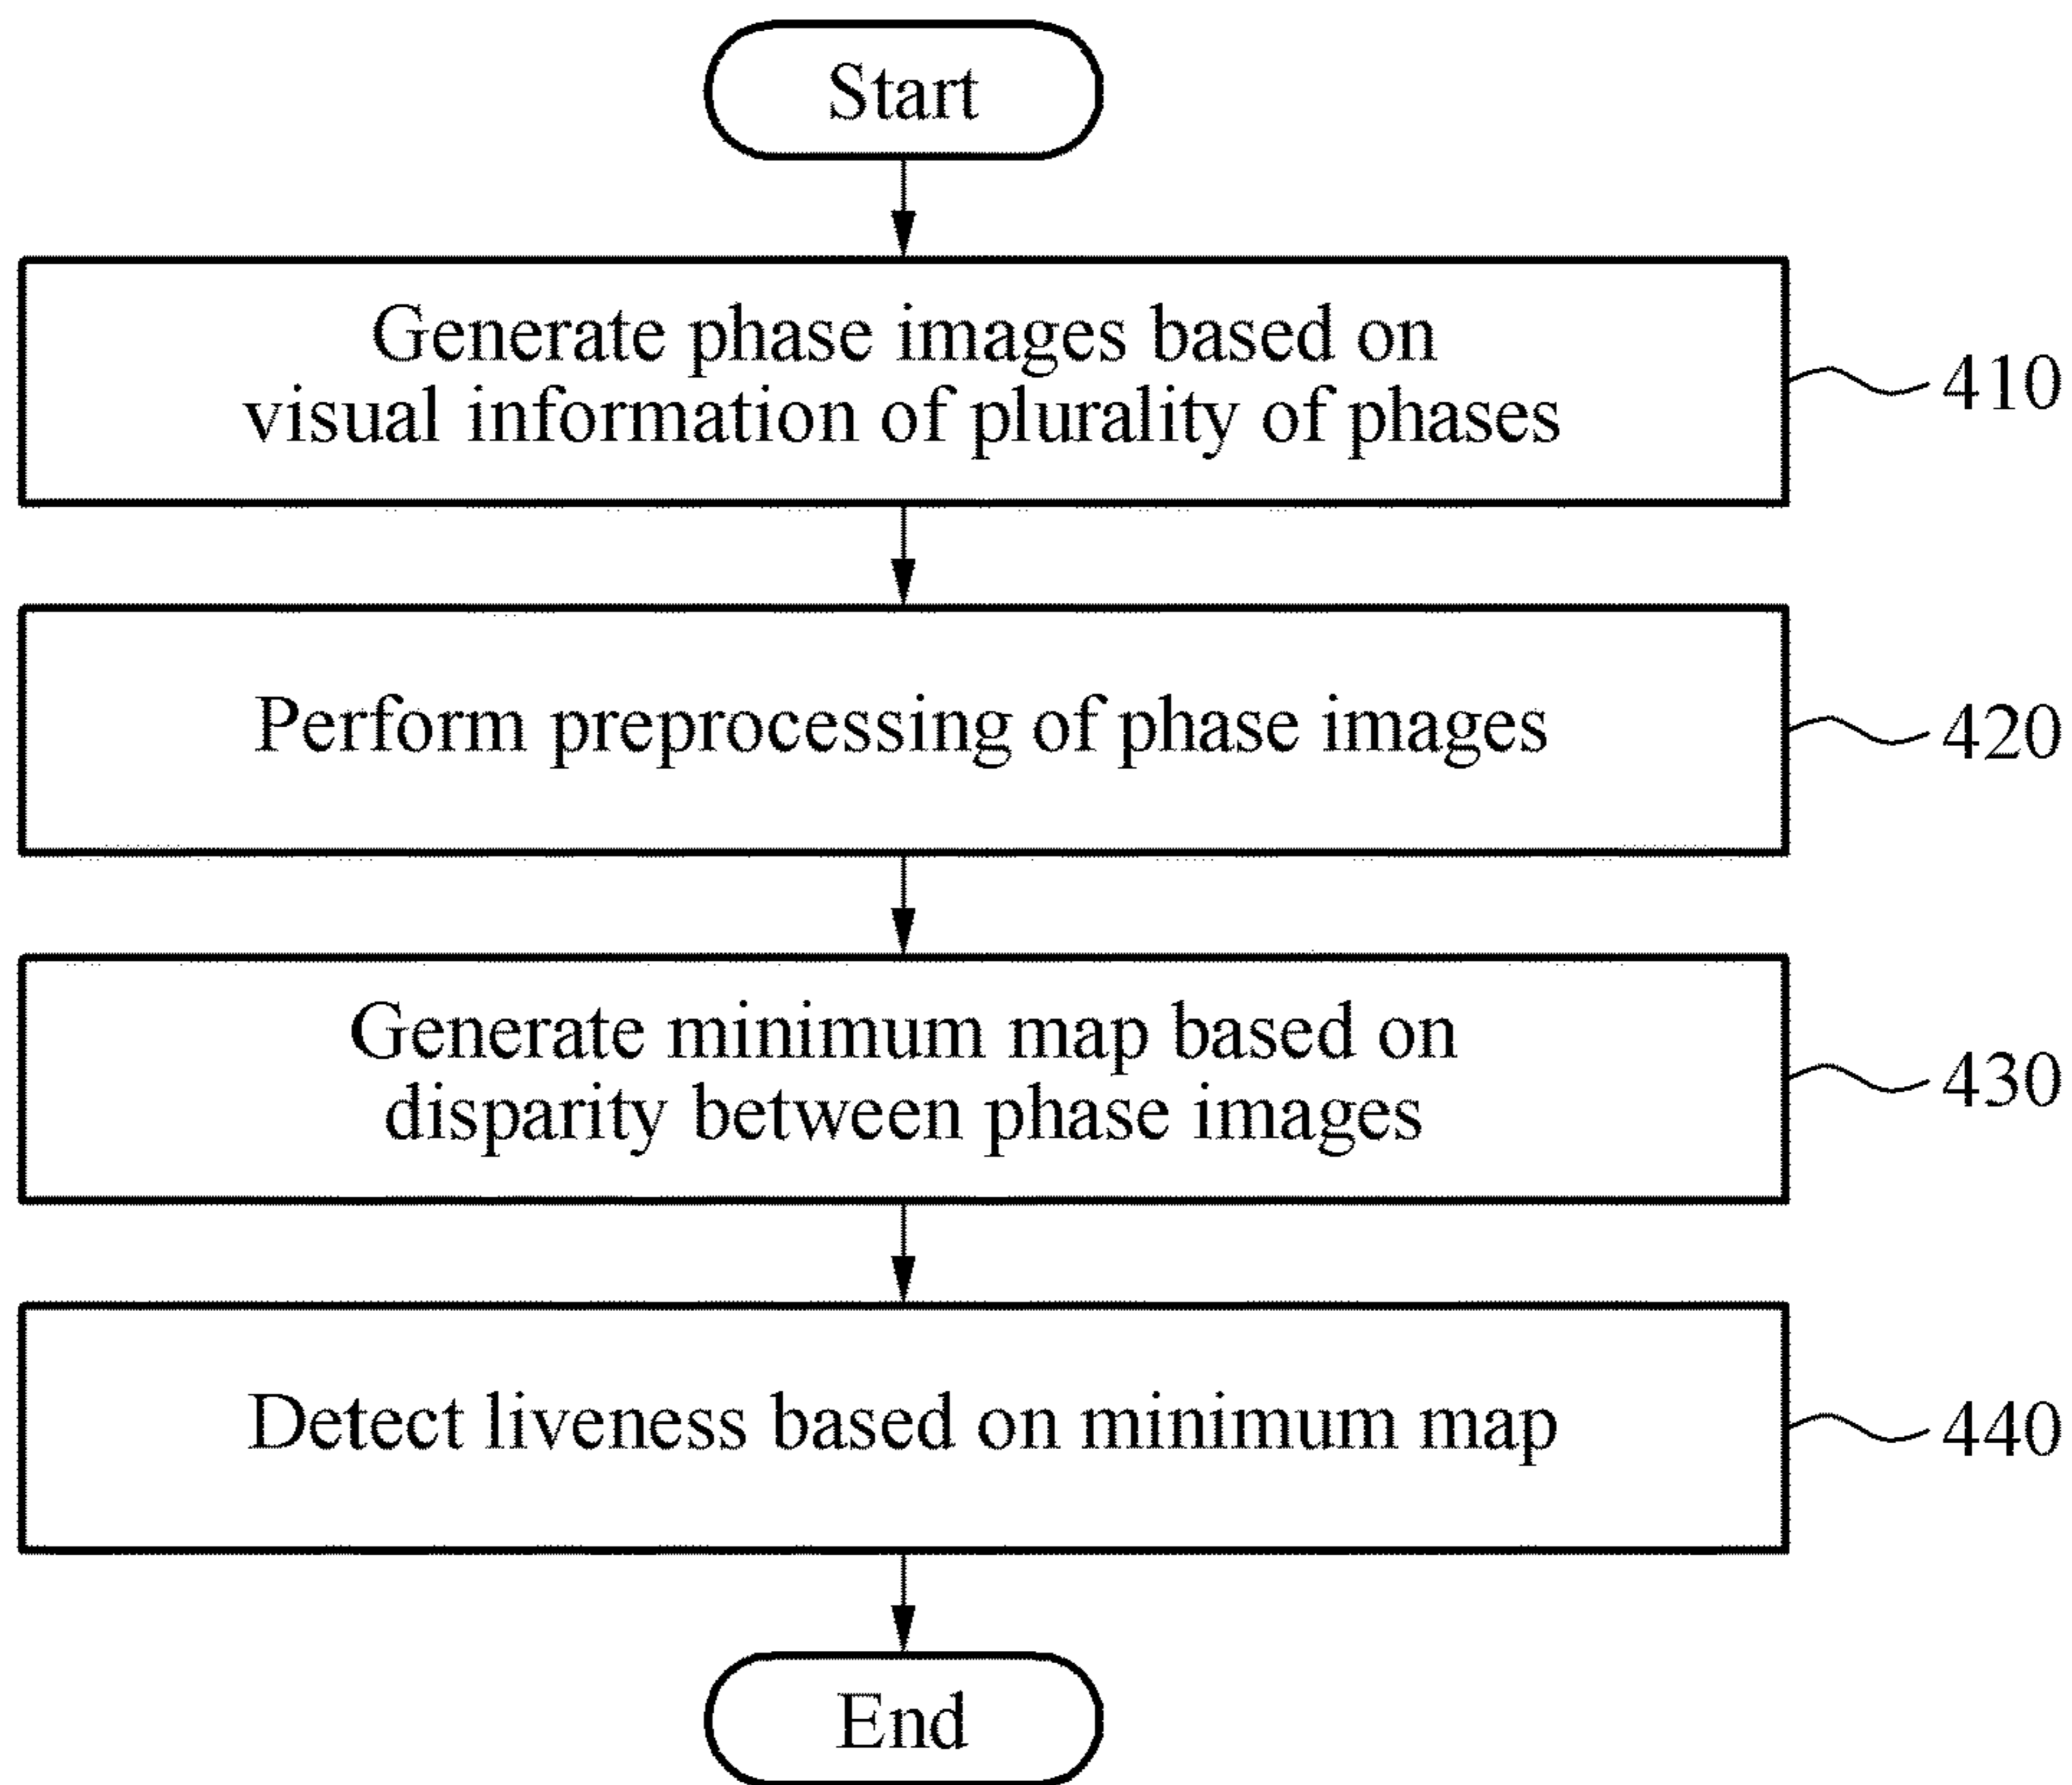 Start
Generate phase images based on
visual information of plurality of phases
410
Perform preprocessing of phase images
420
Generate minimum map based on
disparity between phase images
430
Detect liveness based on minimum map
440
End